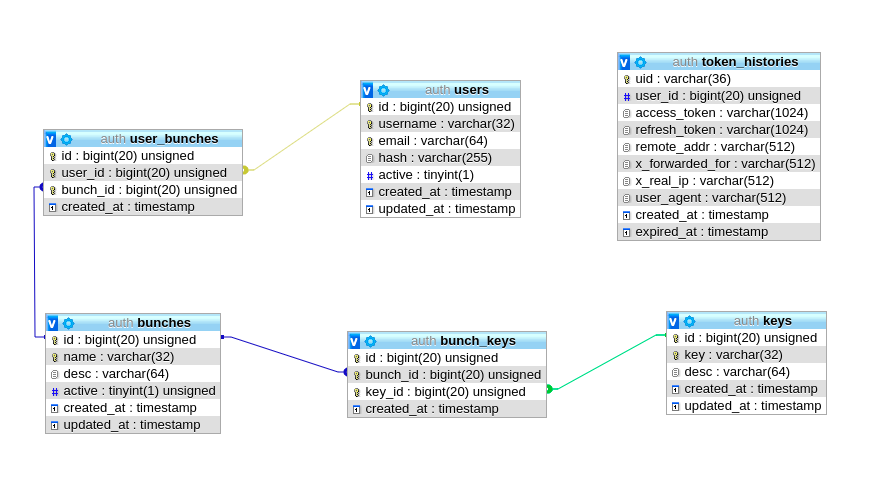 auth user_bunches
id : bigint(20) unsigned
user_id : bigint(20) unsigned
bunch_id : bigint(20) unsigned
created_at : timestamp
auth users
id : bigint(20) unsigned
username : varchar(32)
email : varchar(64)
hash : varchar(255)
active : tinyint(1)
created_at : timestamp
updated_at : timestamp
auth token_histories
uid : varchar(36)
user_id : bigint(20) unsigned
access_token : varchar(1024)
refresh_token : varchar(1024)
remote_addr : varchar(512)
x_forwarded_for : varchar(512)
x_real_ip : varchar(512)
user_agent : varchar(512)
created_at : timestamp
expired_at : timestamp
auth bunches
id : bigint(20) unsigned
name : varchar(32)
desc : varchar(64)
active : tinyint(1) unsigned
created_at : timestamp
updated_at : timestamp
auth bunch_keys
id : bigint(20) unsigned
bunch_id : bigint(20) unsigned
key_id : bigint(20) unsigned
created_at : timestamp
auth keys
id : bigint(20) unsigned
key : varchar(32)
desc : varchar(64)
created_at : timestamp
updated_at : timestamp